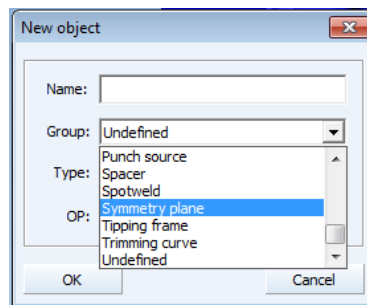 New object
Name:
Group: Undefined
Punch source
Type: Spacer
Spotweld
OP: Symmetry plane
Tipping frame
Trimming curve
Undefined
OK Cancel